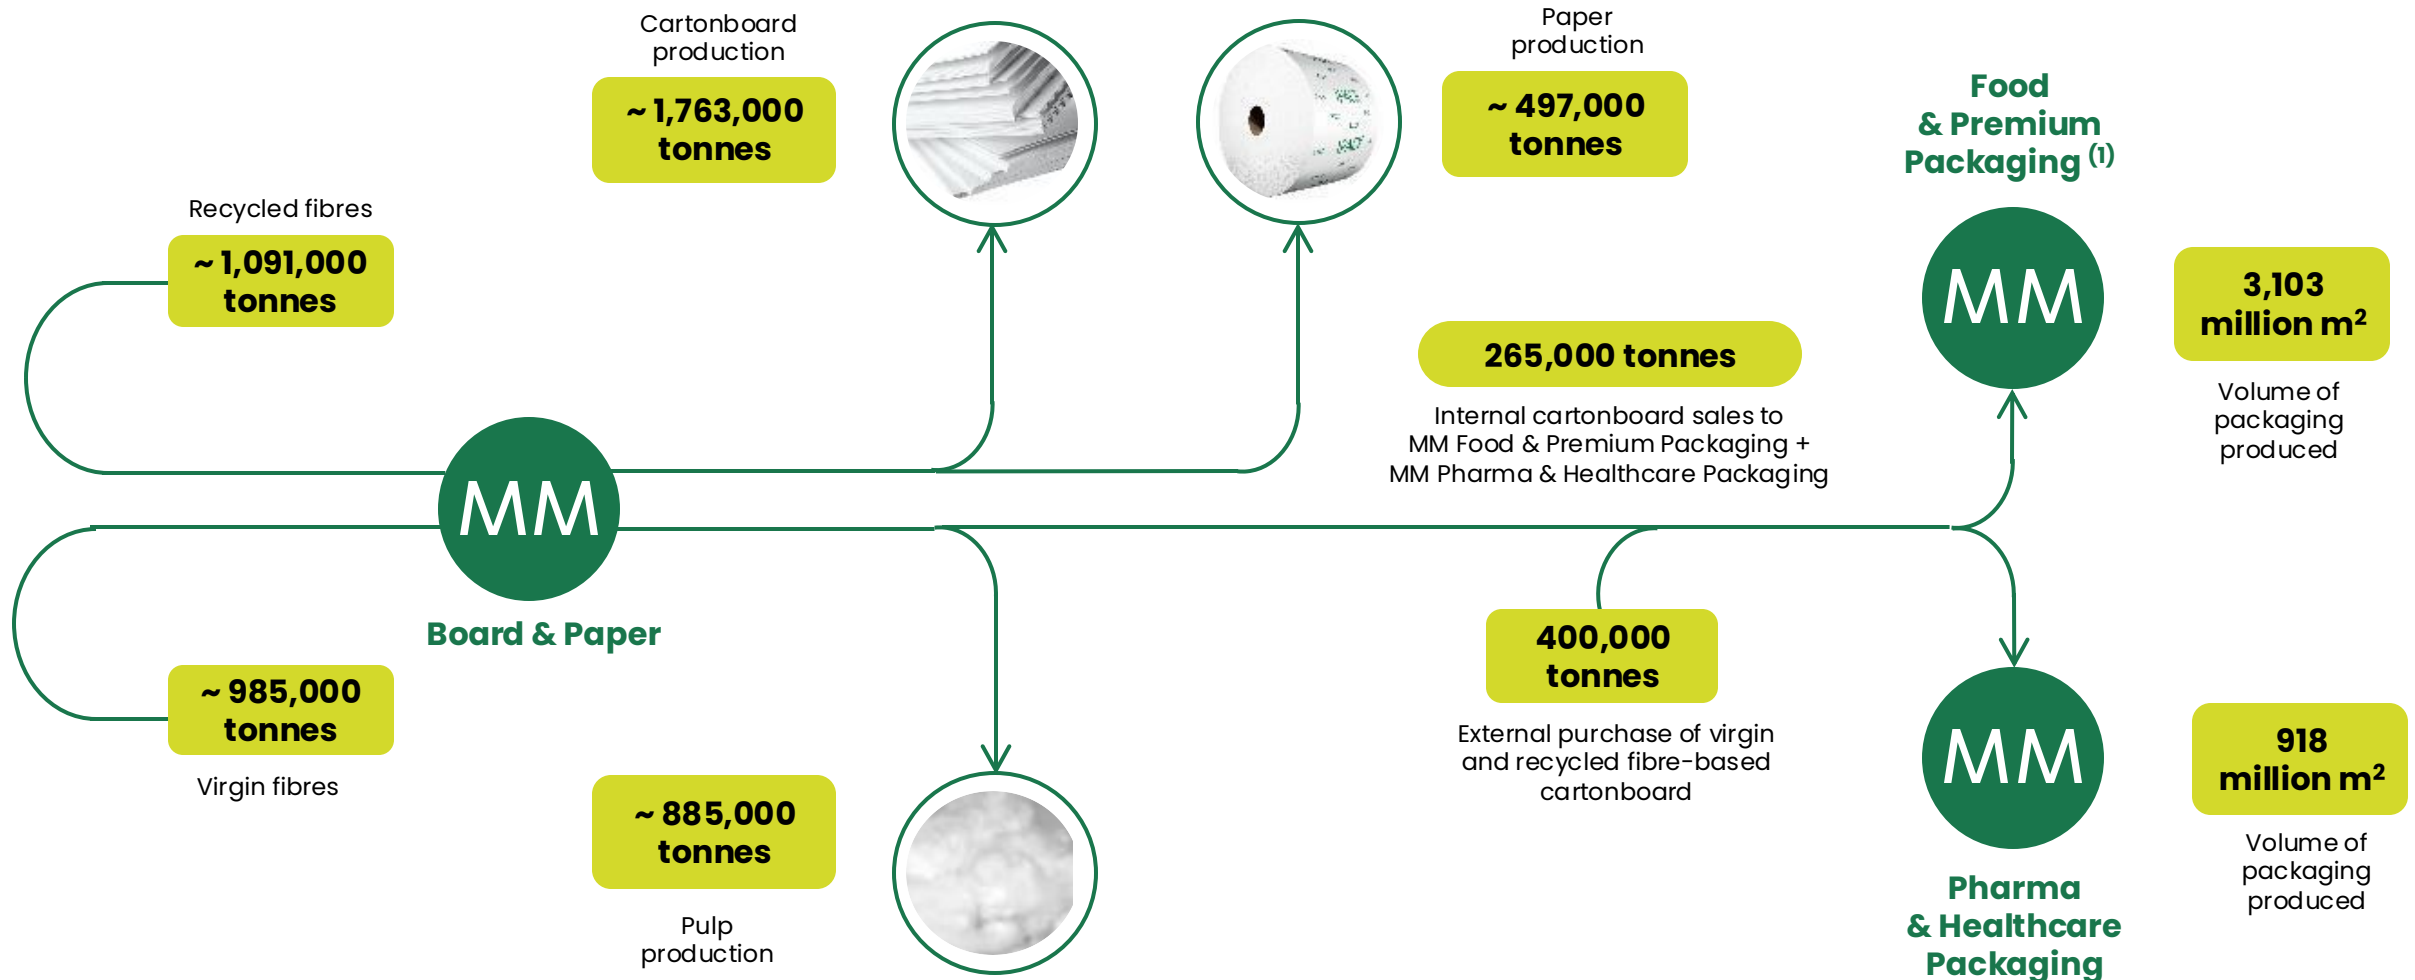 Cartonboard
production
~ 1,763,000
tonnes
Paper
production
~ 497,000
tonnes
Recycled fibres
~ 1,091,000
tonnes
MM
Board & Paper
~ 985,000
tonnes
Virgin fibres
~ 885,000
tonnes
Pulp
production
265,000 tonnes
Internal cartonboard sales to
MM Food & Premium Packaging +
MM Pharma & Healthcare Packaging
400,000
tonnes
External purchase of virgin
and recycled fibre-based
cartonboard
Food
& Premium
Packaging (1)
MM
3,103
million m²
Volume of
packaging
produced
MM
Pharma
& Healthcare
Packaging
918
million m²
Volume of
packaging
produced